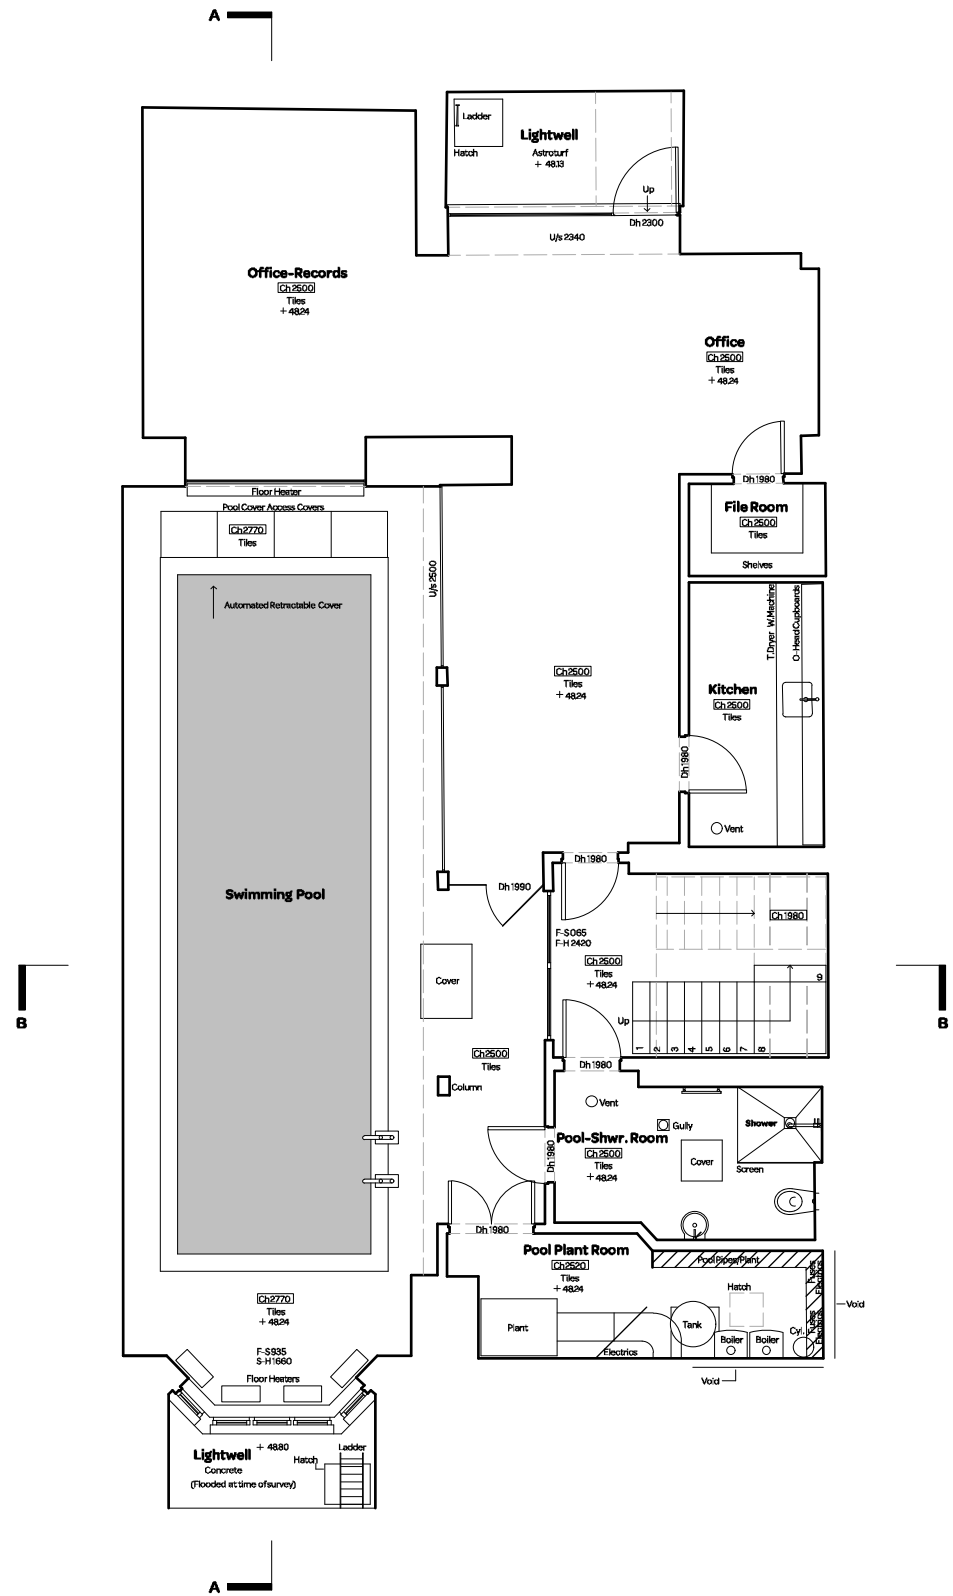 A
Ladder
Hatch
Lightwell
Astroturf
+ 48.13
Up
Dh 2300
U/s 2340
Office-Records
Ch 2500
Tiles
+ 48.24
Office
Ch 2500
Tiles
+ 48.24
Dh 1980
File Room
Ch 2500
Tiles
Shelves
Floor Heater
Pool Cover Access Covers
Ch 2770
Tiles
U/s 2500
Automated Retractable Cover
T.Dryer W.Machine
O-Head Cupboards
Ch 2500
Tiles
+ 48.24
Kitchen
Ch 2500
Tiles
Dh 1980
Vent
Dh 1980
Dh 1990
Swimming Pool
Ch 1980
F-S 065
F-H 2420
Ch 2500
Tiles
+ 48.24
Cover
9
B
B
Up
1
2
3
4
5
6
7
8
Ch 2500
Tiles
Dh 1980
Column
Vent
Gully
Shower
Pool-Shwr. Room
Ch 2500
Tiles
+ 48.24
Dh 1980
Cover
Screen
Dh 1980
Pool Plant Room
Ch 2520
Tiles
+ 48.24
Pool Pipes/Plant
Fuses
Electrics
Hatch
Void
Ch 2770
Tiles
+ 48.24
Plant
Tank
Boiler
Boiler
Cyl.
Fuses
Electrics
Electrics
F-S 935
S-H 1660
Floor Heaters
Void
Lightwell
+ 48.80
Concrete
(Flooded at time of survey)
Hatch
Ladder
A